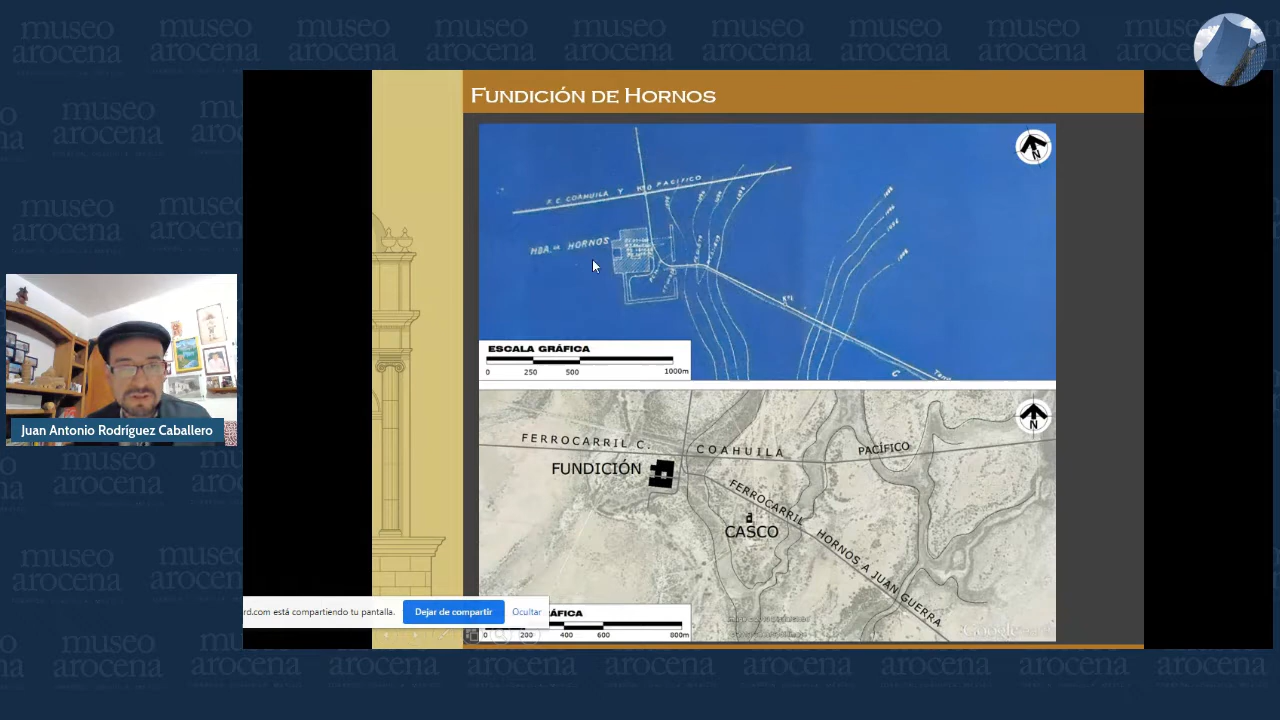 museo arocena
FUNDICIÓN DE HORNOS
F.C. COAHUILA Y PACIFICO
HDA. DE HORNOS
ESCALA GRÁFICA
0 250 500 1000m
N
FERROCARRIL C. COAHUILA PACÍFICO
FUNDICIÓN
FERROCARRIL HORNOS A JUAN GUERRA
CASCO
N
ÁFICA
0 200 400 600 800m
Juan Antonio Rodríguez Caballero
rd.com está compartiendo tu pantalla.
Dejar de compartir
Ocultar